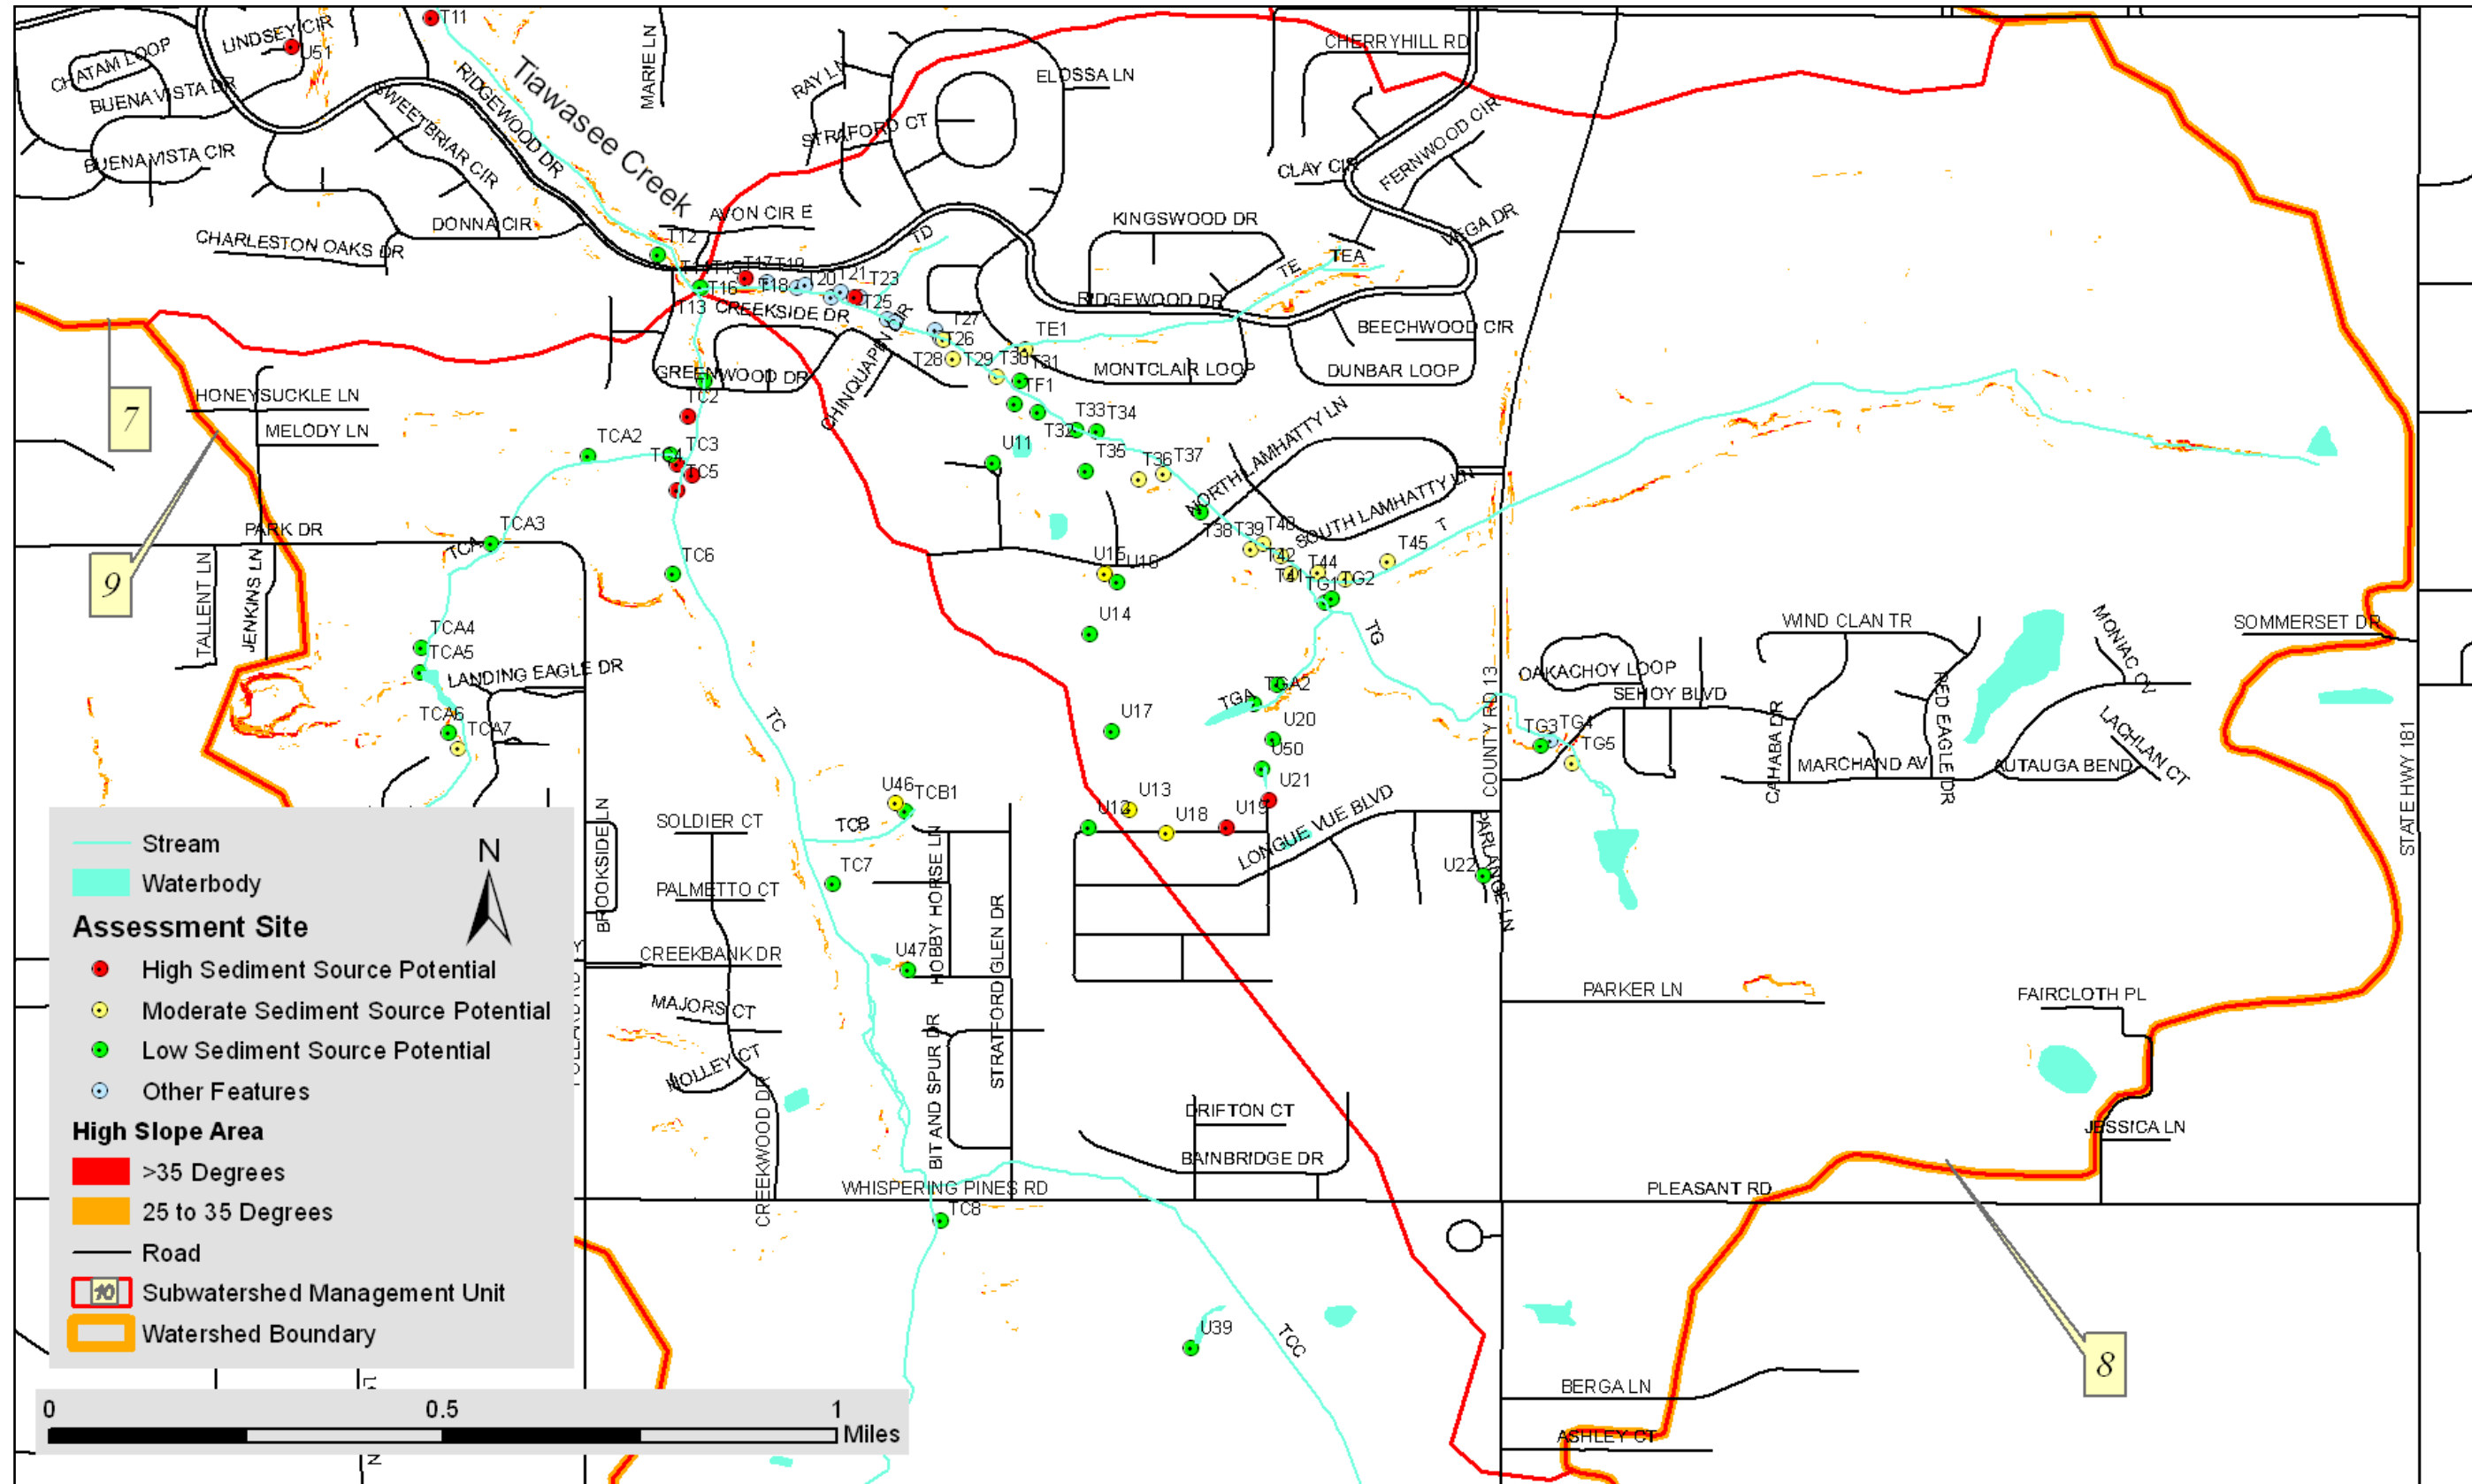 T11
LINDSEY CIR
U51
CHATAM LOOP
BUENA VISTA DR
BUENA VISTA CIR
SWEETBRIAR CIR
RIDGEWOOD DR
Tiawasee Creek
MARIE LN
RAY LN
STRAFORD CT
ELOSSA LN
CHERRYHILL RD
CLAY CIR
FERNWOOD CIR
VEGA DR
KINGSWOOD DR
AVON CIR E
DONNA CIR
CHARLESTON OAKS DR
T12
TD
TE
TEA
T16
T17
T19
T18
T20
T21
T23
T25
T13
CREEKSIDE DR
CHINQUAPIN CIR
T27
T26
T28
T29
T30
T31
TE1
TF1
RIDGEWOOD DR
BEECHWOOD CIR
MONTCLAIR LOOP
DUNBAR LOOP
GREENWOOD DR
7
HONEYSUCKLE LN
MELODY LN
TC2
TCA2
TC3
TC4
TC5
U11
T32
T33
T34
T35
T36
T37
NORTH LAMHATTY LN
SOUTH LAMHATTY LN
T
9
PARK DR
TCA
TCA3
TALLENT LN
JENKINS LN
TC6
U15
U16
U14
T38
T39
T40
T42
T41
T44
T45
TG1
TG2
TG
TCA4
TCA5
LANDING EAGLE DR
TCA6
TCA7
TC
U17
TGA
TGA2
U20
U50
U21
COUNTY RD 13
OAKACHOY LOOP
SEHOY BLVD
WIND CLAN TR
MONIAC DV
SOMMERSET DR
TG3
TG4
TG5
CAHABA DR
MARCHAND AV
RED EAGLE DR
AUTAUGA BEND
LACHLAN CT
STATE HWY 181
U46
TCB1
TCB
U12
U13
U18
U19
LONGUE VUE BLVD
PARLANGE LN
U22
BROOKSIDE LN
SOLDIER CT
PALMETTO CT
TC7
HOBBY HORSE LN
STRATFORD GLEN DR
CREEKBANK DR
U47
MAJORS CT
HOLLEY CT
CREEKWOOD DR
BIT AND SPUR DR
PARKER LN
FAIRCLOTH PL
JESSICA LN
DRIFTON CT
BAINBRIDGE DR
WHISPERING PINES RD
PLEASANT RD
TC8
U39
TCC
8
BERGA LN
ASHLEY CT
Stream
Waterbody
N
Assessment Site
High Sediment Source Potential
Moderate Sediment Source Potential
Low Sediment Source Potential
Other Features
High Slope Area
>35 Degrees
25 to 35 Degrees
Road
10 Subwatershed Management Unit
Watershed Boundary
0 0.5 1
Miles